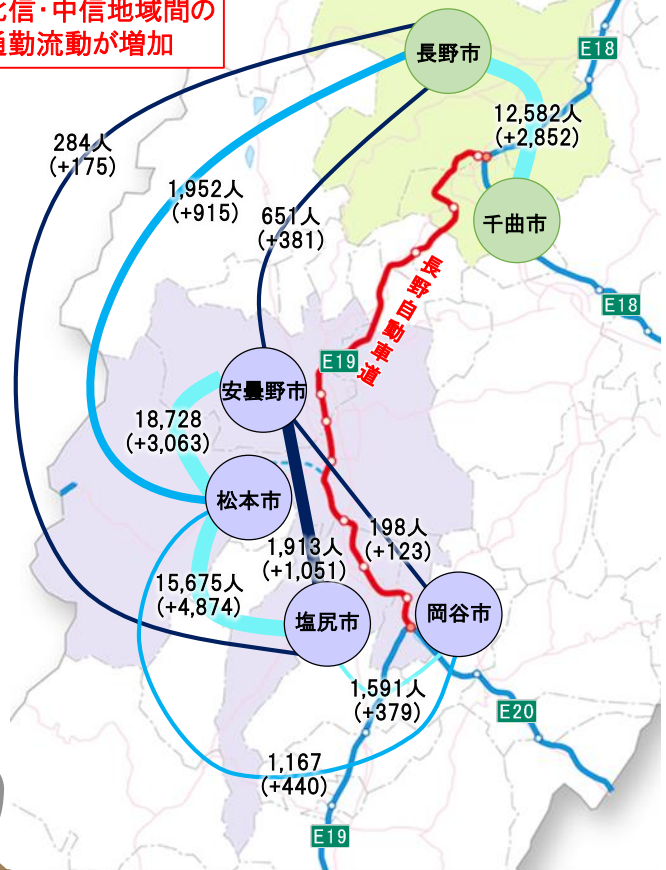 信・中信地域間の
勤流動が増加
長野市
E18
12,582人
(+2,852)
284人
(+175)
1,952人
(+915)
651人
(+381)
千曲市
長野自動車道
E18
E19
安曇野市
18,728
(+3,063)
松本市
198人
(+123)
1,913人
(+1,051)
15,675人
(+4,874)
塩尻市
岡谷市
1,591人
(+379)
E20
1,167
(+440)
E19